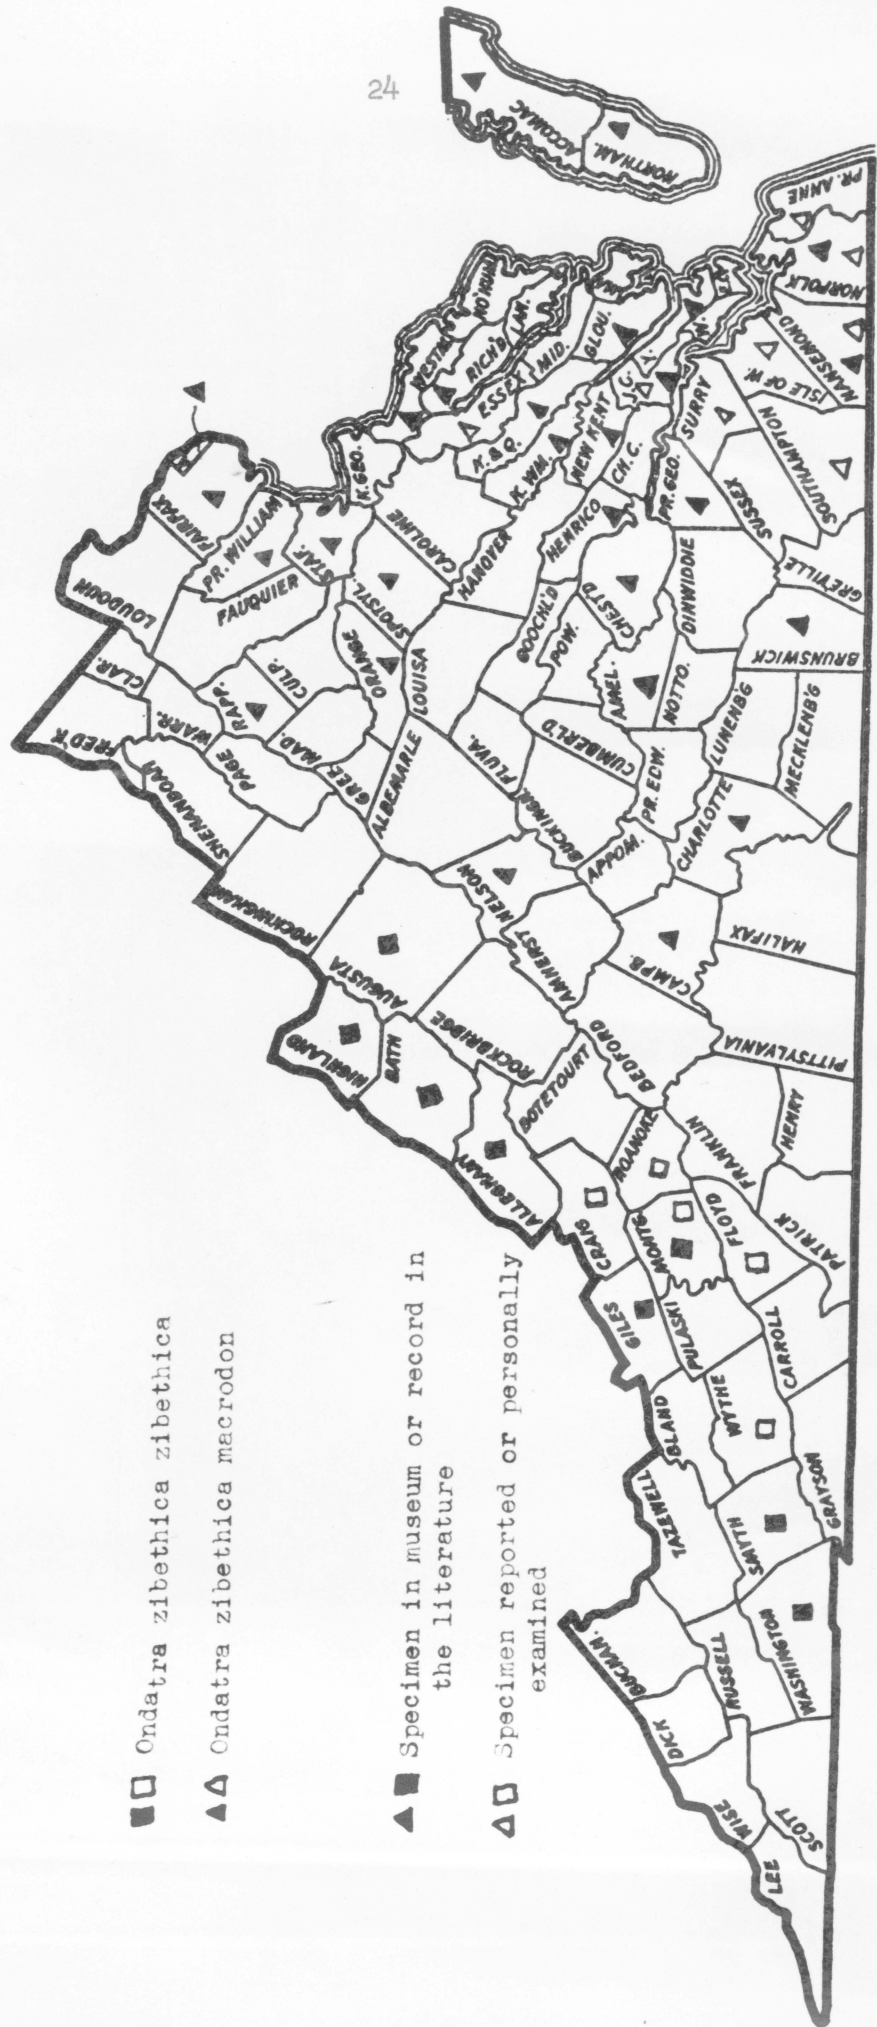 24
Ondatra zibethica zibethica
Ondatra zibethica macrodon
Specimen in museum or record in
the literature
Specimen reported or personally
examined
LEE
WISE
SCOTT
DICK
BUCHAN.
RUSSELL
WASHINGTON
TAZEWELL
SMYTH
GRAYSON
BLAND
WYTHE
CARROLL
GILES
PULASKI
MONTG.
FLOYD
PATRICK
CRAIG
ROANOKE
FRANKLIN
HENRY
ALLEGHANY
BOTETOURT
BEDFORD
PITTSYLVANIA
BATH
HIGHLAND
ROCKBRIDGE
AMHERST
CAMPB.
HALIFAX
AUGUSTA
NELSON
APPOM.
CHARLOTTE
ROCKINGHAM
ALBEMARLE
BUCKINGH.
PR. EDW.
LUNENB'G
MECKLENB'G
SHENANDOAH
PAGE
GREE.
MAD.
FLUVA.
CUMBERL'D
AMEL.
NOTTO.
BRUNSWICK
FRED'K
CLAR.
WARR.
RAPP.
CULP.
ORANGE
LOUISA
GOOCHL'D
POW.
CHEST'D
DINWIDDIE
GREVILLE
LOUDOUN
FAUQUIER
FAIRFAX
PR. WILLIAM
STAF.
SPOTSYL.
CAROLINE
HANOVER
HENRICO
PR. GEO.
SUSSEX
SOUTHAMPTON
K. GEO.
WESTM.
RICH'D
NO'HUM.
LAN.
ESSEX
K. & Q.
K. WM.
NEW KENT
CH. C.
MID.
GLOU.
J. C.
Y.
SURRY
ISLE OF W.
NANSEMOND
NORFOLK
PR. ANNE
ACCOMAC
NORTHAM.